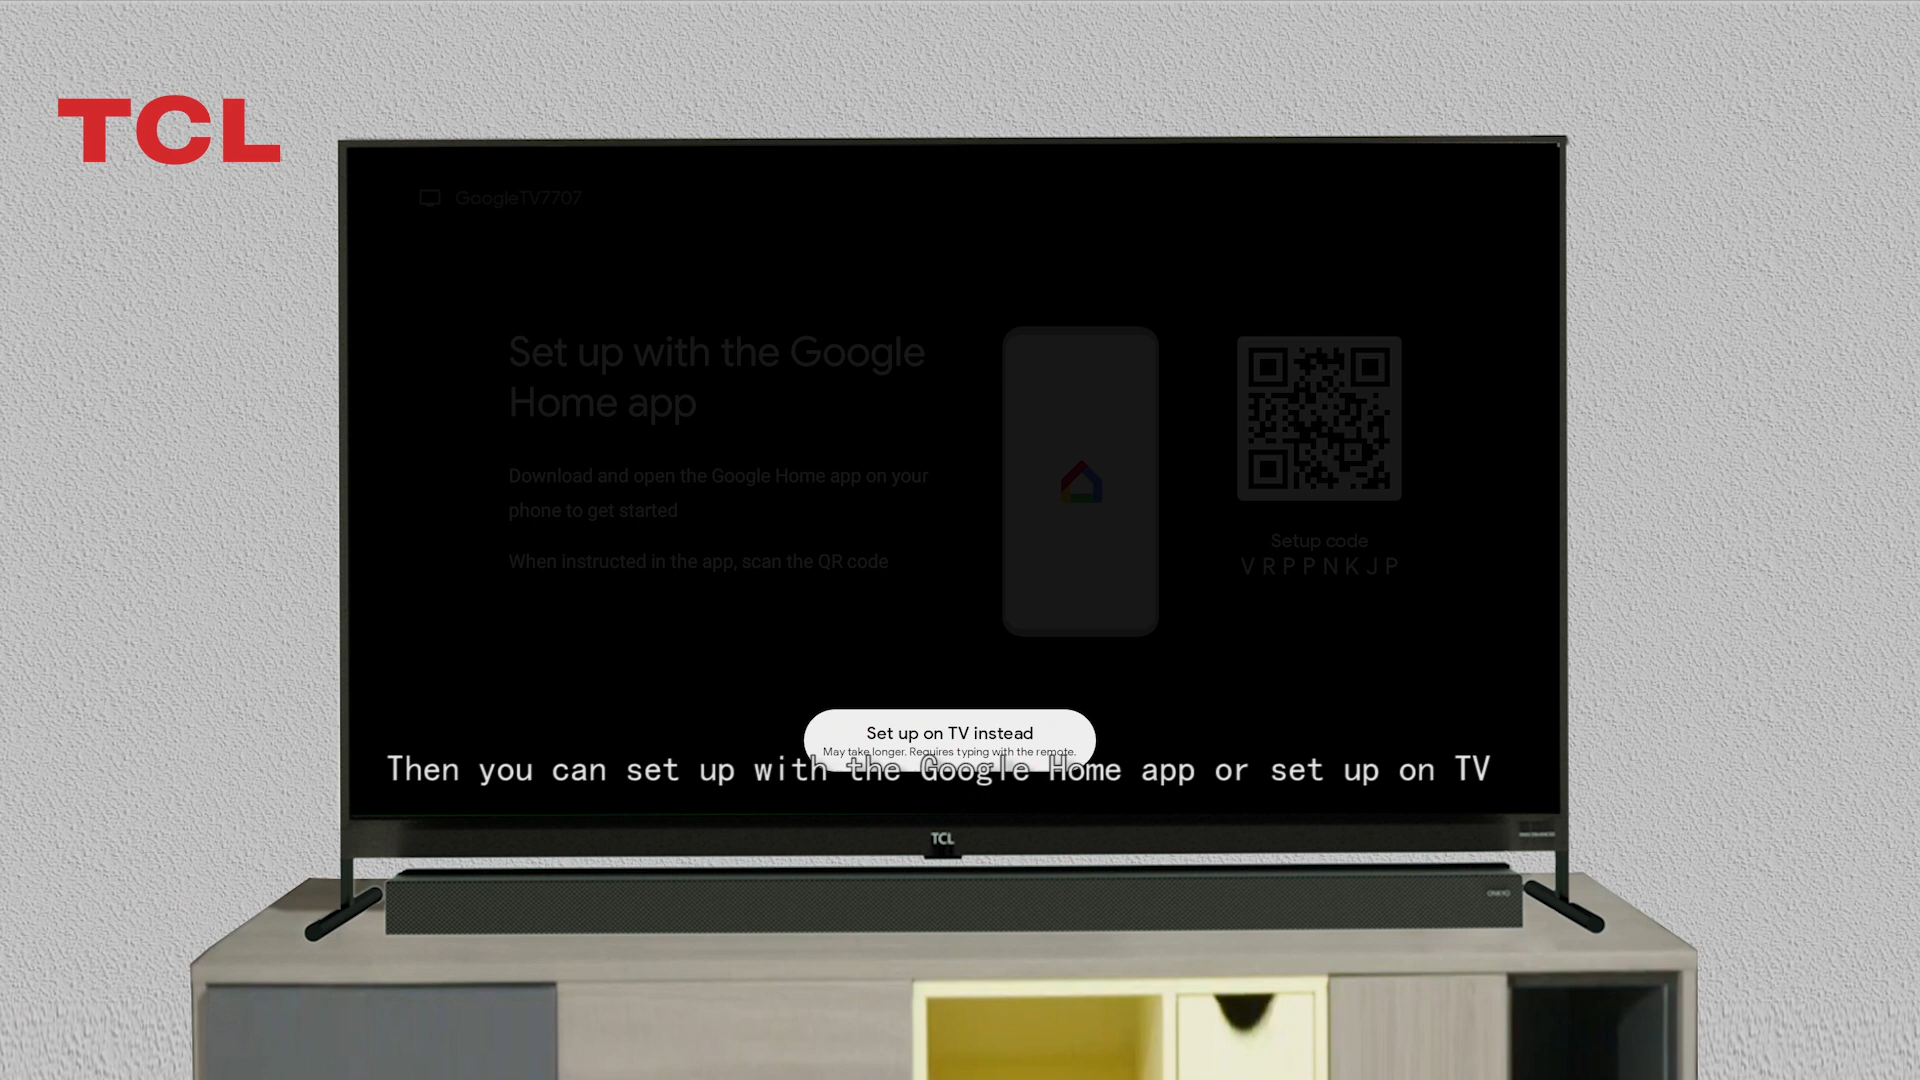 TCL
GoogleTV7707
Set up with the Google
Home app
Download and open the Google Home app on your
phone to get started
When instructed in the app, scan the QR code
Setup code
VRPPNKJP
Set up on TV instead
May take longer. Requires typing with the remote.
Then you can set up with the Google Home app or set up on TV
TCL
ONKYO